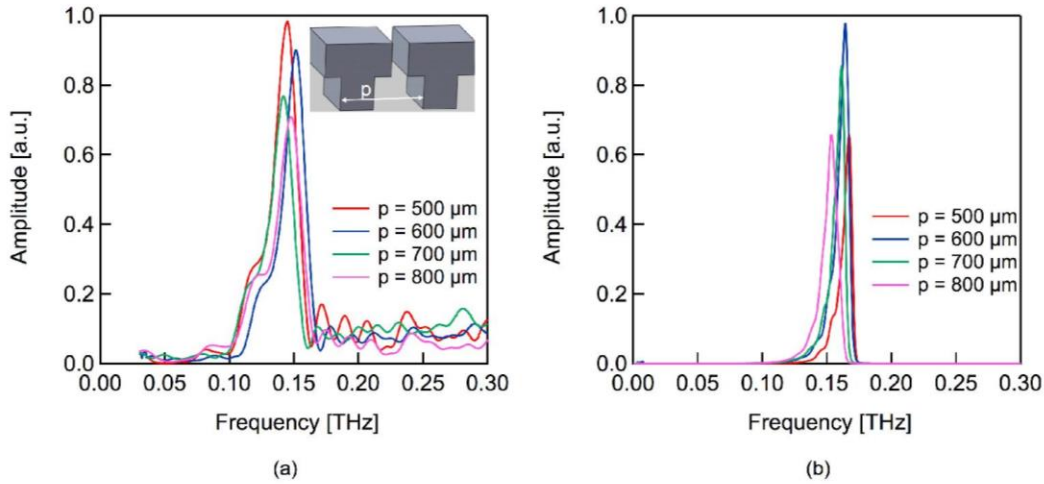 1.0
0.8
0.6
0.4
0.2
0.0
Amplitude [a.u.]
p
p = 500 µm
p = 600 µm
p = 700 µm
p = 800 µm
0.00 0.05 0.10 0.15 0.20 0.25 0.30
Frequency [THz]
(a)
1.0
0.8
0.6
0.4
0.2
0.0
Amplitude [a.u.]
p = 500 µm
p = 600 µm
p = 700 µm
p = 800 µm
0.00 0.05 0.10 0.15 0.20 0.25 0.30
Frequency [THz]
(b)